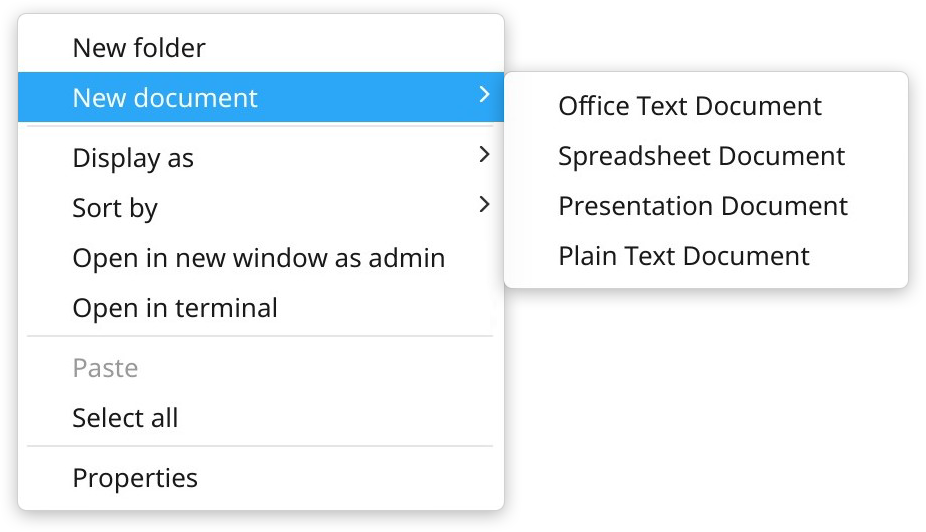 New folder
New document
Display as
Sort by
Open in new window as admin
Open in terminal
Paste
Select all
Properties
Office Text Document
Spreadsheet Document
Presentation Document
Plain Text Document